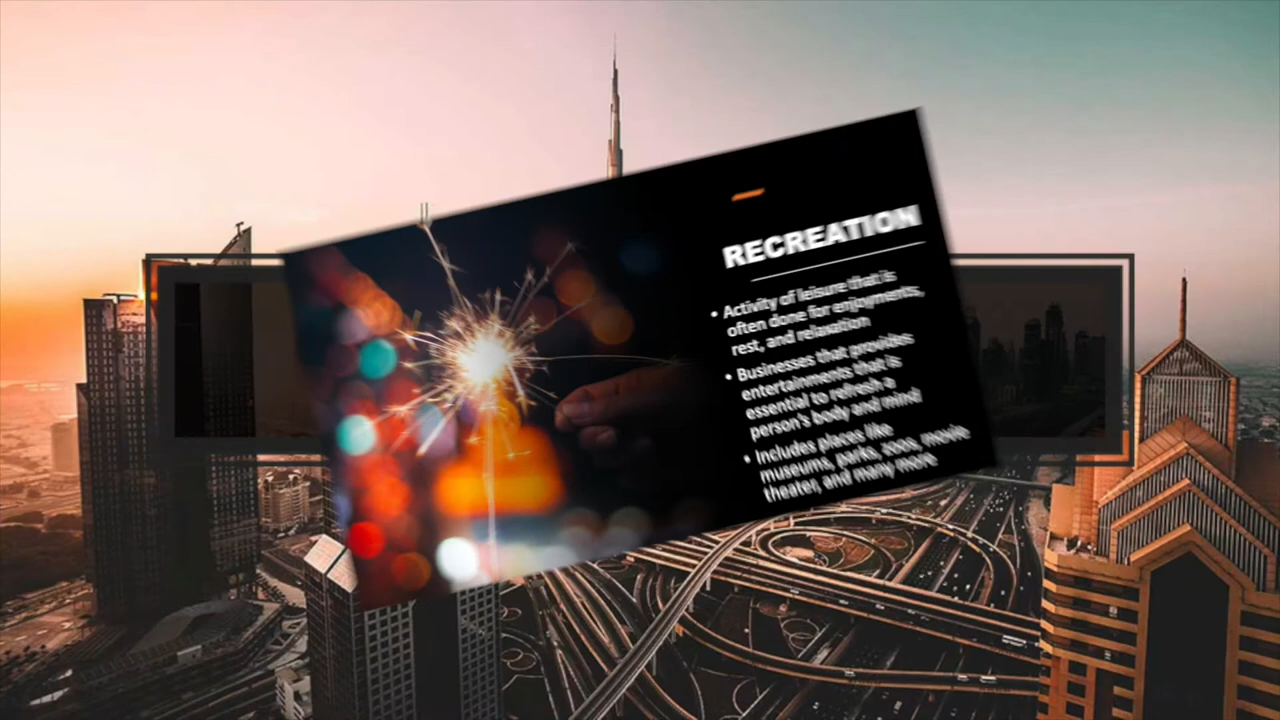 RECREATION
• Activity of leisure that is
often done for enjoyments,
rest, and relaxation
• Businesses that provides
entertainments that is
essential to refresh a
person's body and mind
• Includes places like
museums, parks, zoos, movie
theater, and many more